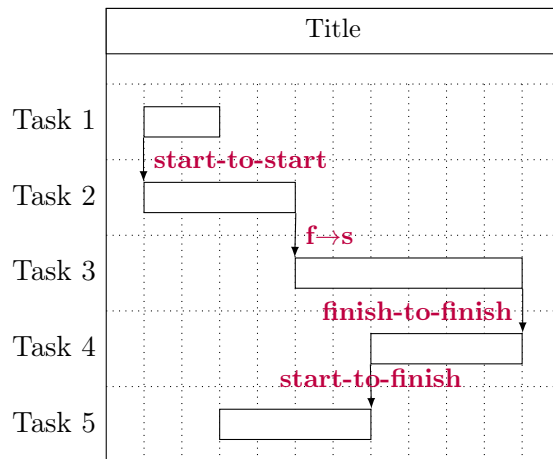 Title
Task 1
start-to-start
Task 2
f→s
Task 3
finish-to-finish
Task 4
start-to-finish
Task 5